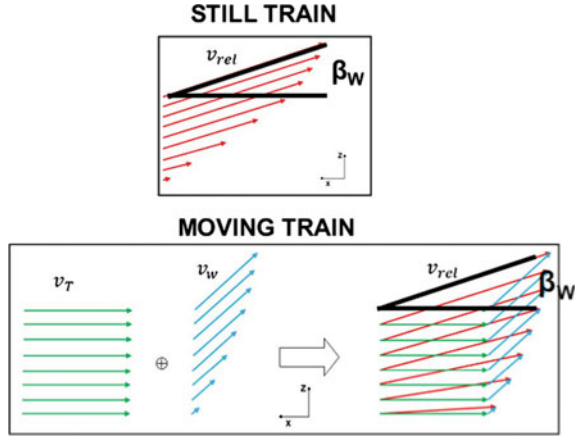 STILL TRAIN
v_rel
β_W
z
x
MOVING TRAIN
v_T
v_w
v_rel
β_W
⊕
z
x